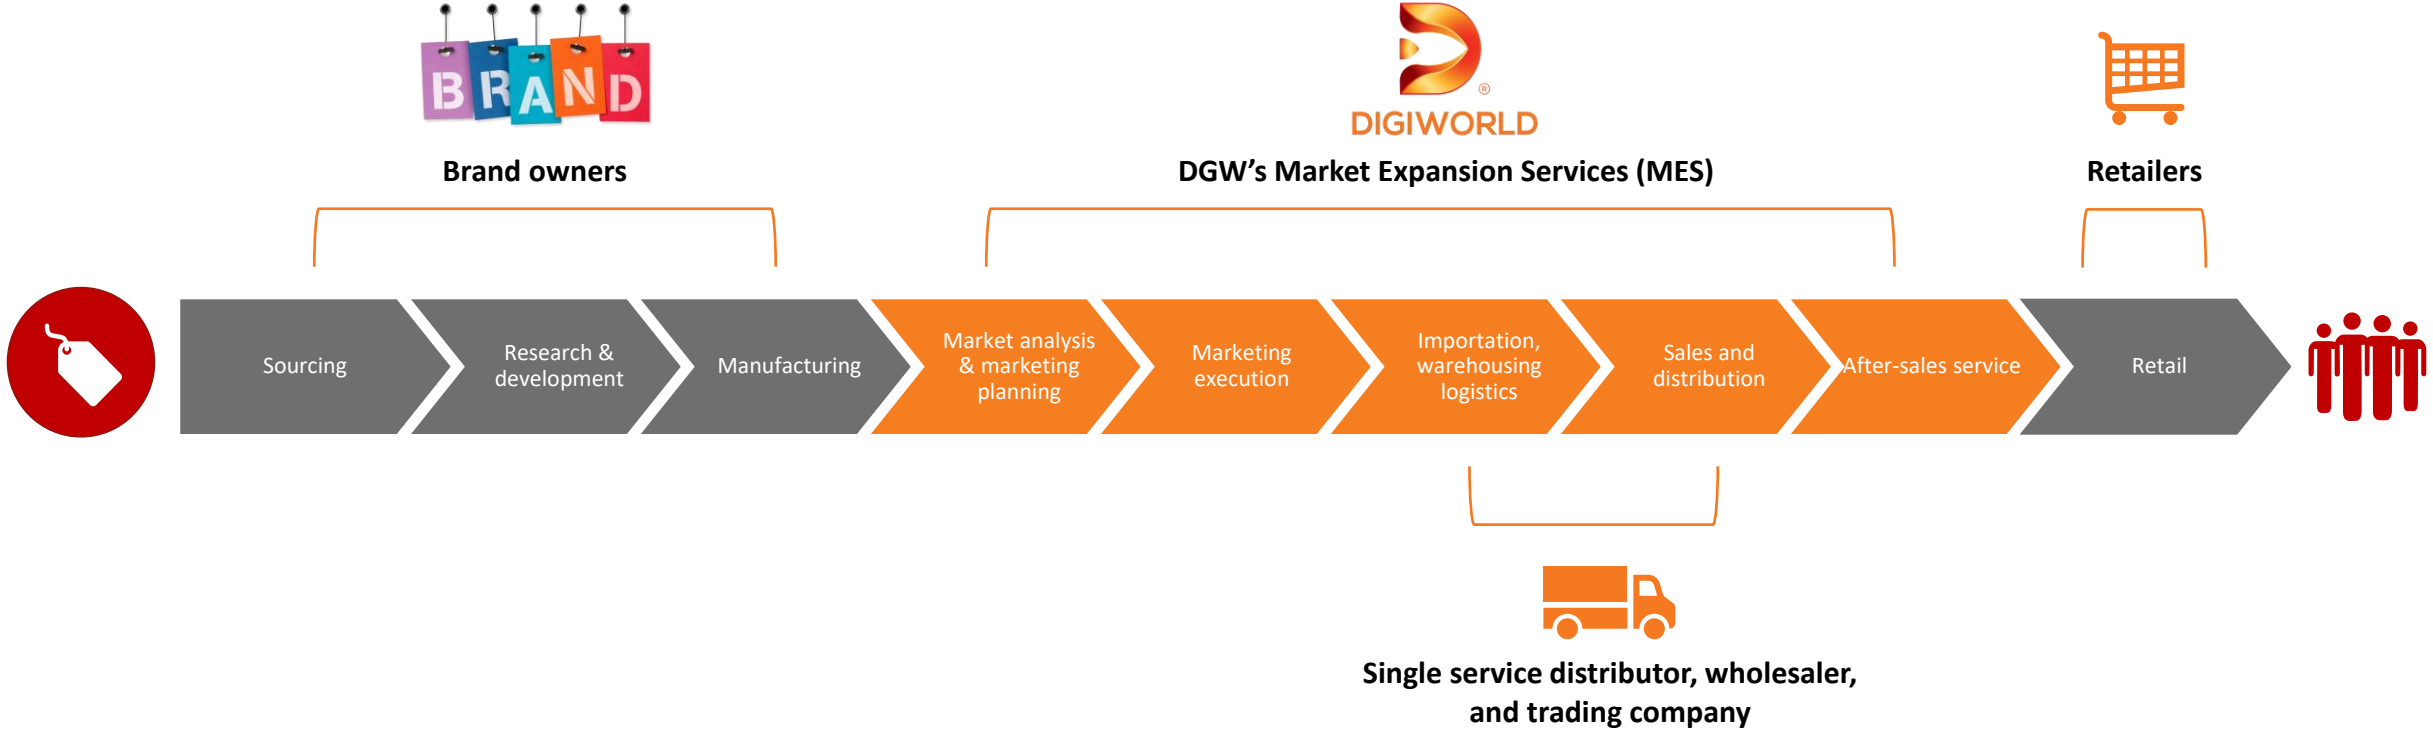 BRAND
®
DIGIWORLD
Brand owners
DGW’s Market Expansion Services (MES)
Retailers
Sourcing
Research &
development
Manufacturing
Market analysis
& marketing
planning
Marketing
execution
Importation,
warehousing
logistics
Sales and
distribution
After-sales service
Retail
Single service distributor, wholesaler,
and trading company